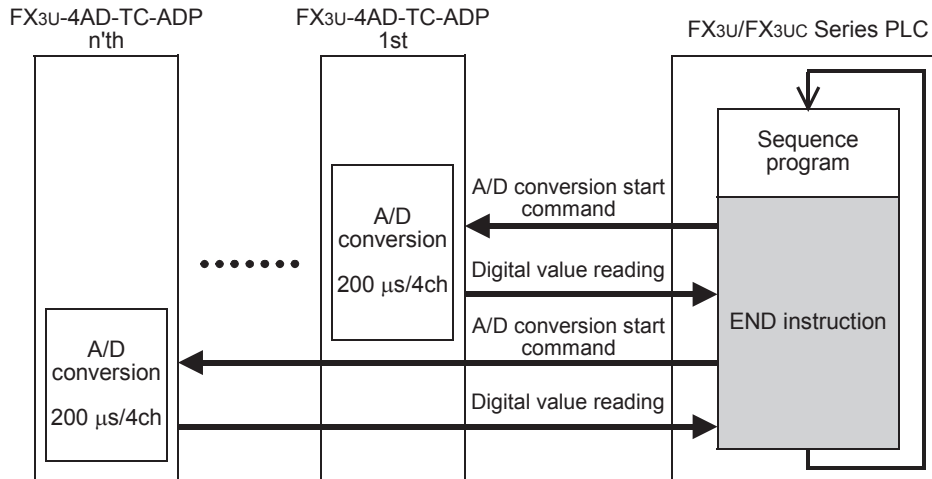 FX3U-4AD-TC-ADP
n'th
FX3U-4AD-TC-ADP
1st
FX3U/FX3UC Series PLC
Sequence
program
A/D conversion start
command
A/D
conversion
200 µs/4ch
Digital value reading
END instruction
A/D conversion start
command
A/D
conversion
200 µs/4ch
Digital value reading